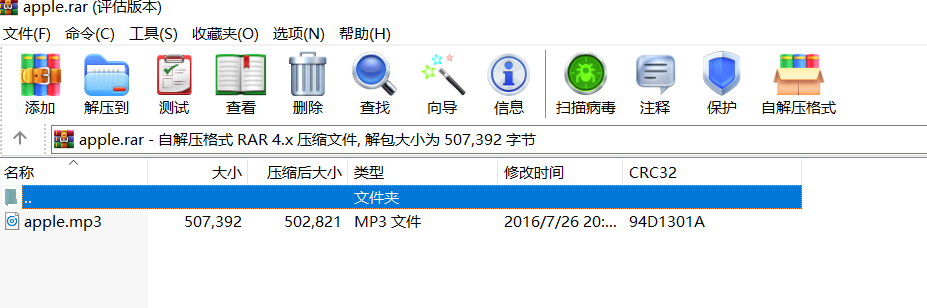 apple.rar (评估版本)
文件(F) 命令(C) 工具(S) 收藏夹(O) 选项(N) 帮助(H)
添加 解压到 测试 查看 删除 查找 向导 信息 扫描病毒 注释 保护 自解压格式
apple.rar - 自解压格式 RAR 4.x 压缩文件, 解包大小为 507,392 字节
名称 大小 压缩后大小 类型 修改时间 CRC32
.. 文件夹
apple.mp3 507,392 502,821 MP3 文件 2016/7/26 20:... 94D1301A